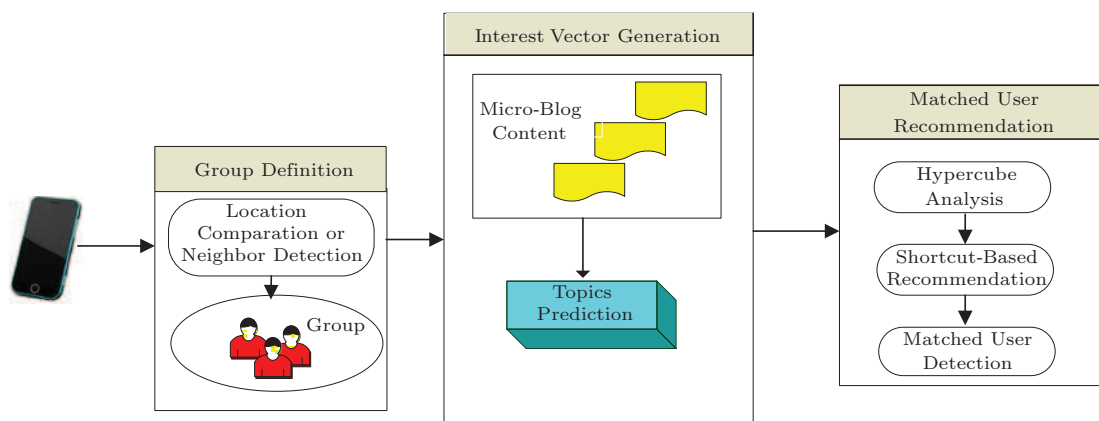 Group Definition
Location
Comparation or
Neighbor Detection
Group
Interest Vector Generation
Micro-Blog
Content
Topics
Prediction
Matched User
Recommendation
Hypercube
Analysis
Shortcut-Based
Recommendation
Matched User
Detection